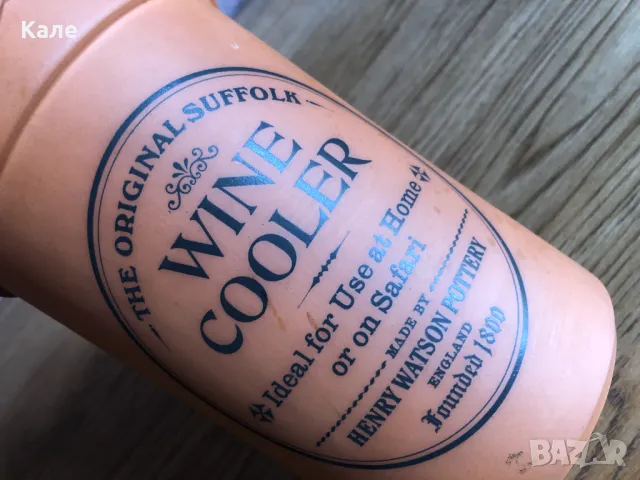 Кале
THE ORIGINAL SUFFOLK
WINE
COOLER
Ideal for Use at Home
or on Safari
MADE BY
HENRY WATSON POTTERY
ENGLAND
Founded 1800
BAZAR